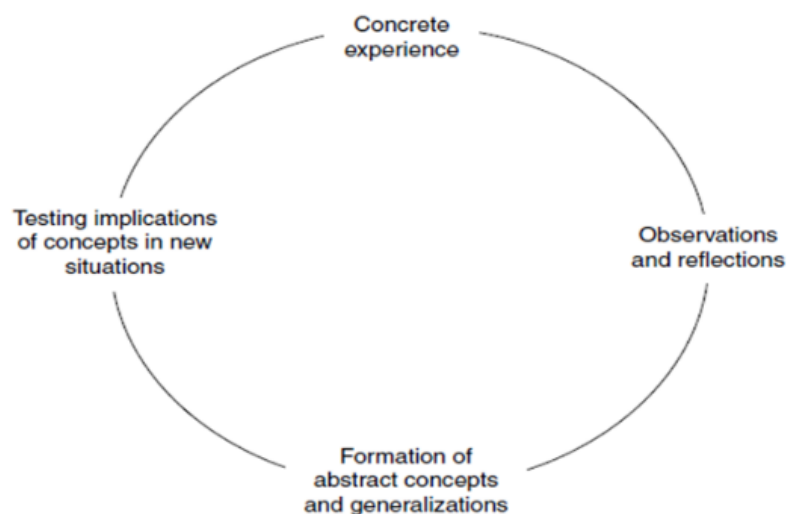 Concrete
experience
Observations
and reflections
Formation of
abstract concepts
and generalizations
Testing implications
of concepts in new
situations